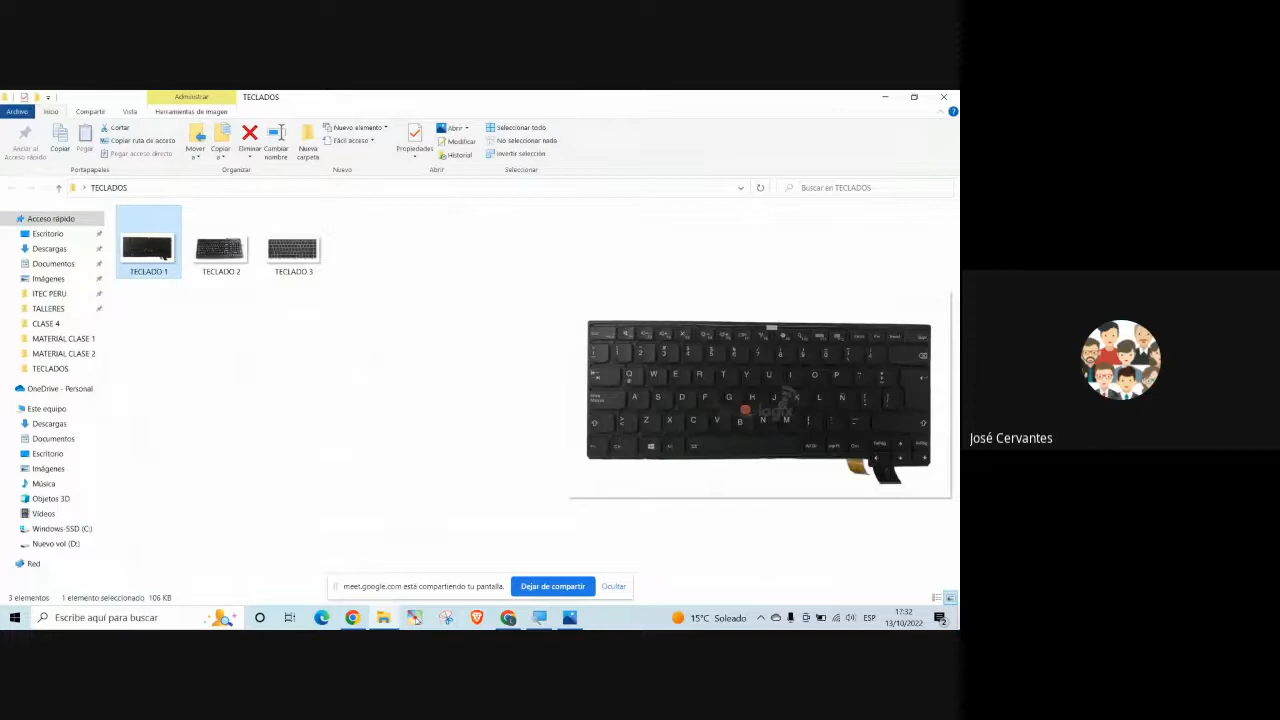 Administrar TECLADOS
Archivo Inicio Compartir Vista Herramientas de imagen
Anclar al Acceso rápido
Copiar
Pegar
Cortar
Copiar ruta de acceso
Pegar acceso directo
Portapapeles
Mover a
Copiar a
Eliminar
Cambiar nombre
Organizar
Nueva carpeta
Nuevo elemento
Fácil acceso
Nuevo
Propiedades
Abrir
Modificar
Historial
Abrir
Seleccionar todo
No seleccionar nada
Invertir selección
Seleccionar
TECLADOS
Buscar en TECLADOS
Acceso rápido
Escritorio
Descargas
Documentos
Imágenes
ITEC PERU
TALLERES
CLASE 4
MATERIAL CLASE 1
MATERIAL CLASE 2
TECLADOS
OneDrive - Personal
Este equipo
Descargas
Documentos
Escritorio
Imágenes
Música
Objetos 3D
Vídeos
Windows-SSD (C:)
Nuevo vol (D:)
Red
TECLADO 1 TECLADO 2 TECLADO 3
Q W E R T Y U I O P
A S D F G H J K L Ñ
Z X C V B N M
logix
meet.google.com está compartiendo tu pantalla. Dejar de compartir Ocultar
3 elementos 1 elemento seleccionado 106 KB
Escribe aquí para buscar
15°C Soleado
ESP
17:32
13/10/2022
2
José Cervantes